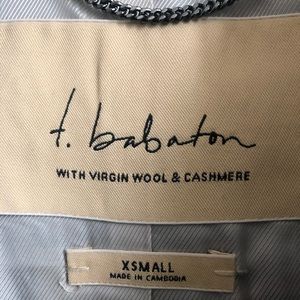 t. babaton
WITH VIRGIN WOOL & CASHMERE
XSMALL
MADE IN CAMBODIA